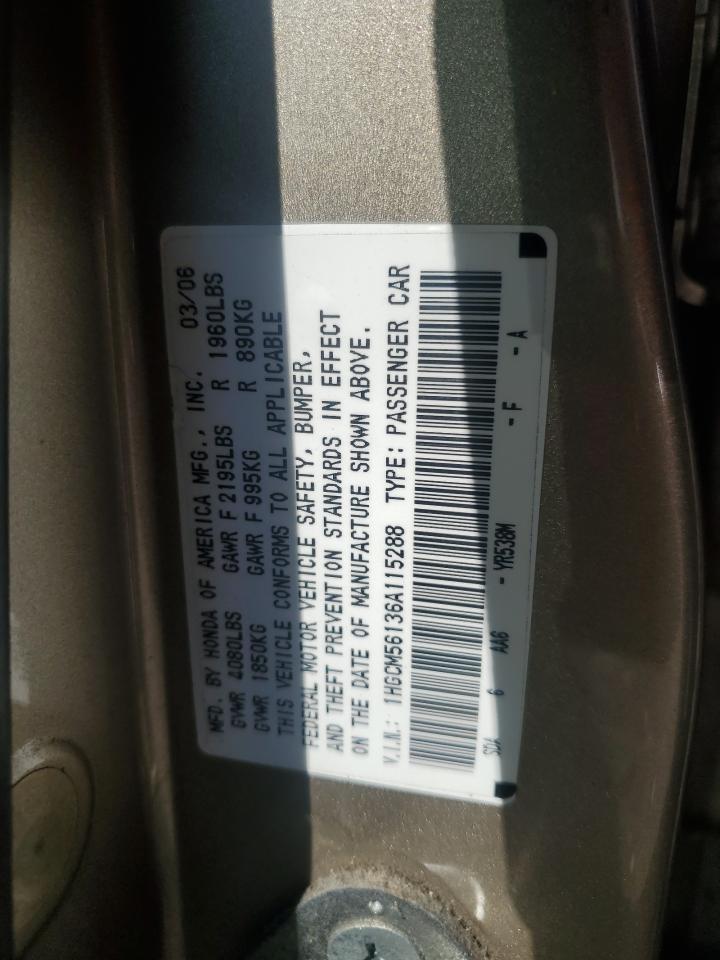 MFD. BY HONDA OF AMERICA MFG., INC. 03/06
GVWR 4080LBS GAWR F 2195LBS R 1960LBS
GVWR 1850KG GAWR F 995KG R 890KG
THIS VEHICLE CONFORMS TO ALL APPLICABLE
FEDERAL MOTOR VEHICLE SAFETY, BUMPER,
AND THEFT PREVENTION STANDARDS IN EFFECT
ON THE DATE OF MANUFACTURE SHOWN ABOVE.
V.I.N.: 1HGCM56136A115288 TYPE: PASSENGER CAR
SDA 6 AA6 - YR538M - F - A